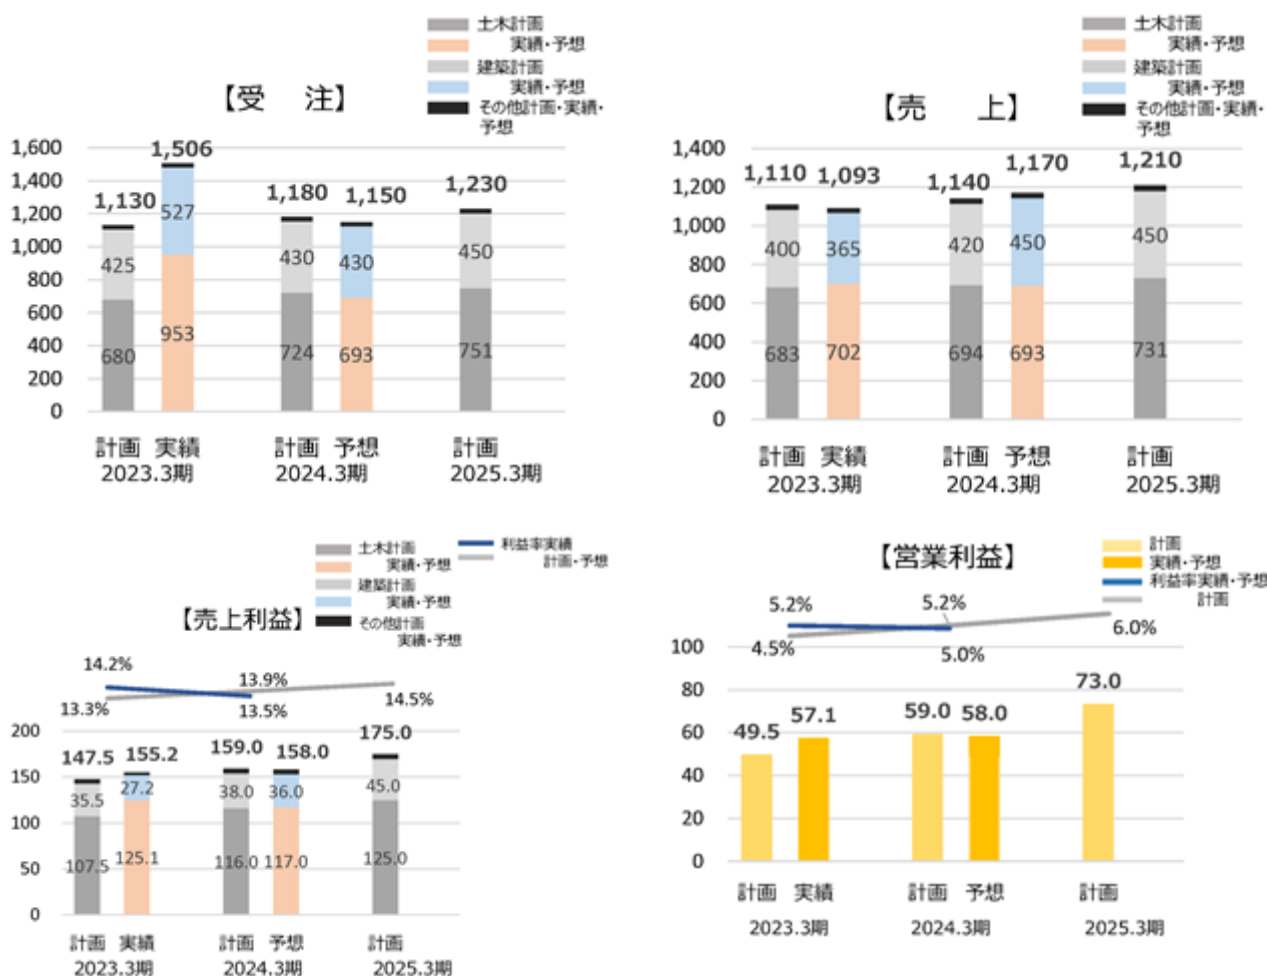 土木計画
実績・予想
建築計画
実績・予想
その他計画・実績・
予想
【受 注】
1,600
1,400
1,200
1,000
800
600
400
200
0
1,130
1,506
1,180
1,150
1,230
425
527
430
430
450
680
953
724
693
751
計画 実績
計画 予想
計画
2023.3期
2024.3期
2025.3期
土木計画
実績・予想
建築計画
実績・予想
その他計画・実績・
予想
【売 上】
1,400
1,200
1,000
800
600
400
200
0
1,110
1,093
1,140
1,170
1,210
400
365
420
450
450
683
702
694
693
731
計画 実績
計画 予想
計画
2023.3期
2024.3期
2025.3期
土木計画
実績・予想
建築計画
実績・予想
その他計画
実績・予想
利益率実績
計画・予想
【売上利益】
14.2%
13.9%
13.3%
13.5%
14.5%
200
150
100
50
0
147.5
155.2
159.0
158.0
175.0
35.5
27.2
38.0
36.0
45.0
107.5
125.1
116.0
117.0
125.0
計画 実績
計画 予想
計画
2023.3期
2024.3期
2025.3期
【営業利益】
計画
実績・予想
利益率実績・予想
計画
5.2%
5.2%
4.5%
5.0%
6.0%
100
80
60
40
20
0
49.5
57.1
59.0
58.0
73.0
計画 実績
計画 予想
計画
2023.3期
2024.3期
2025.3期